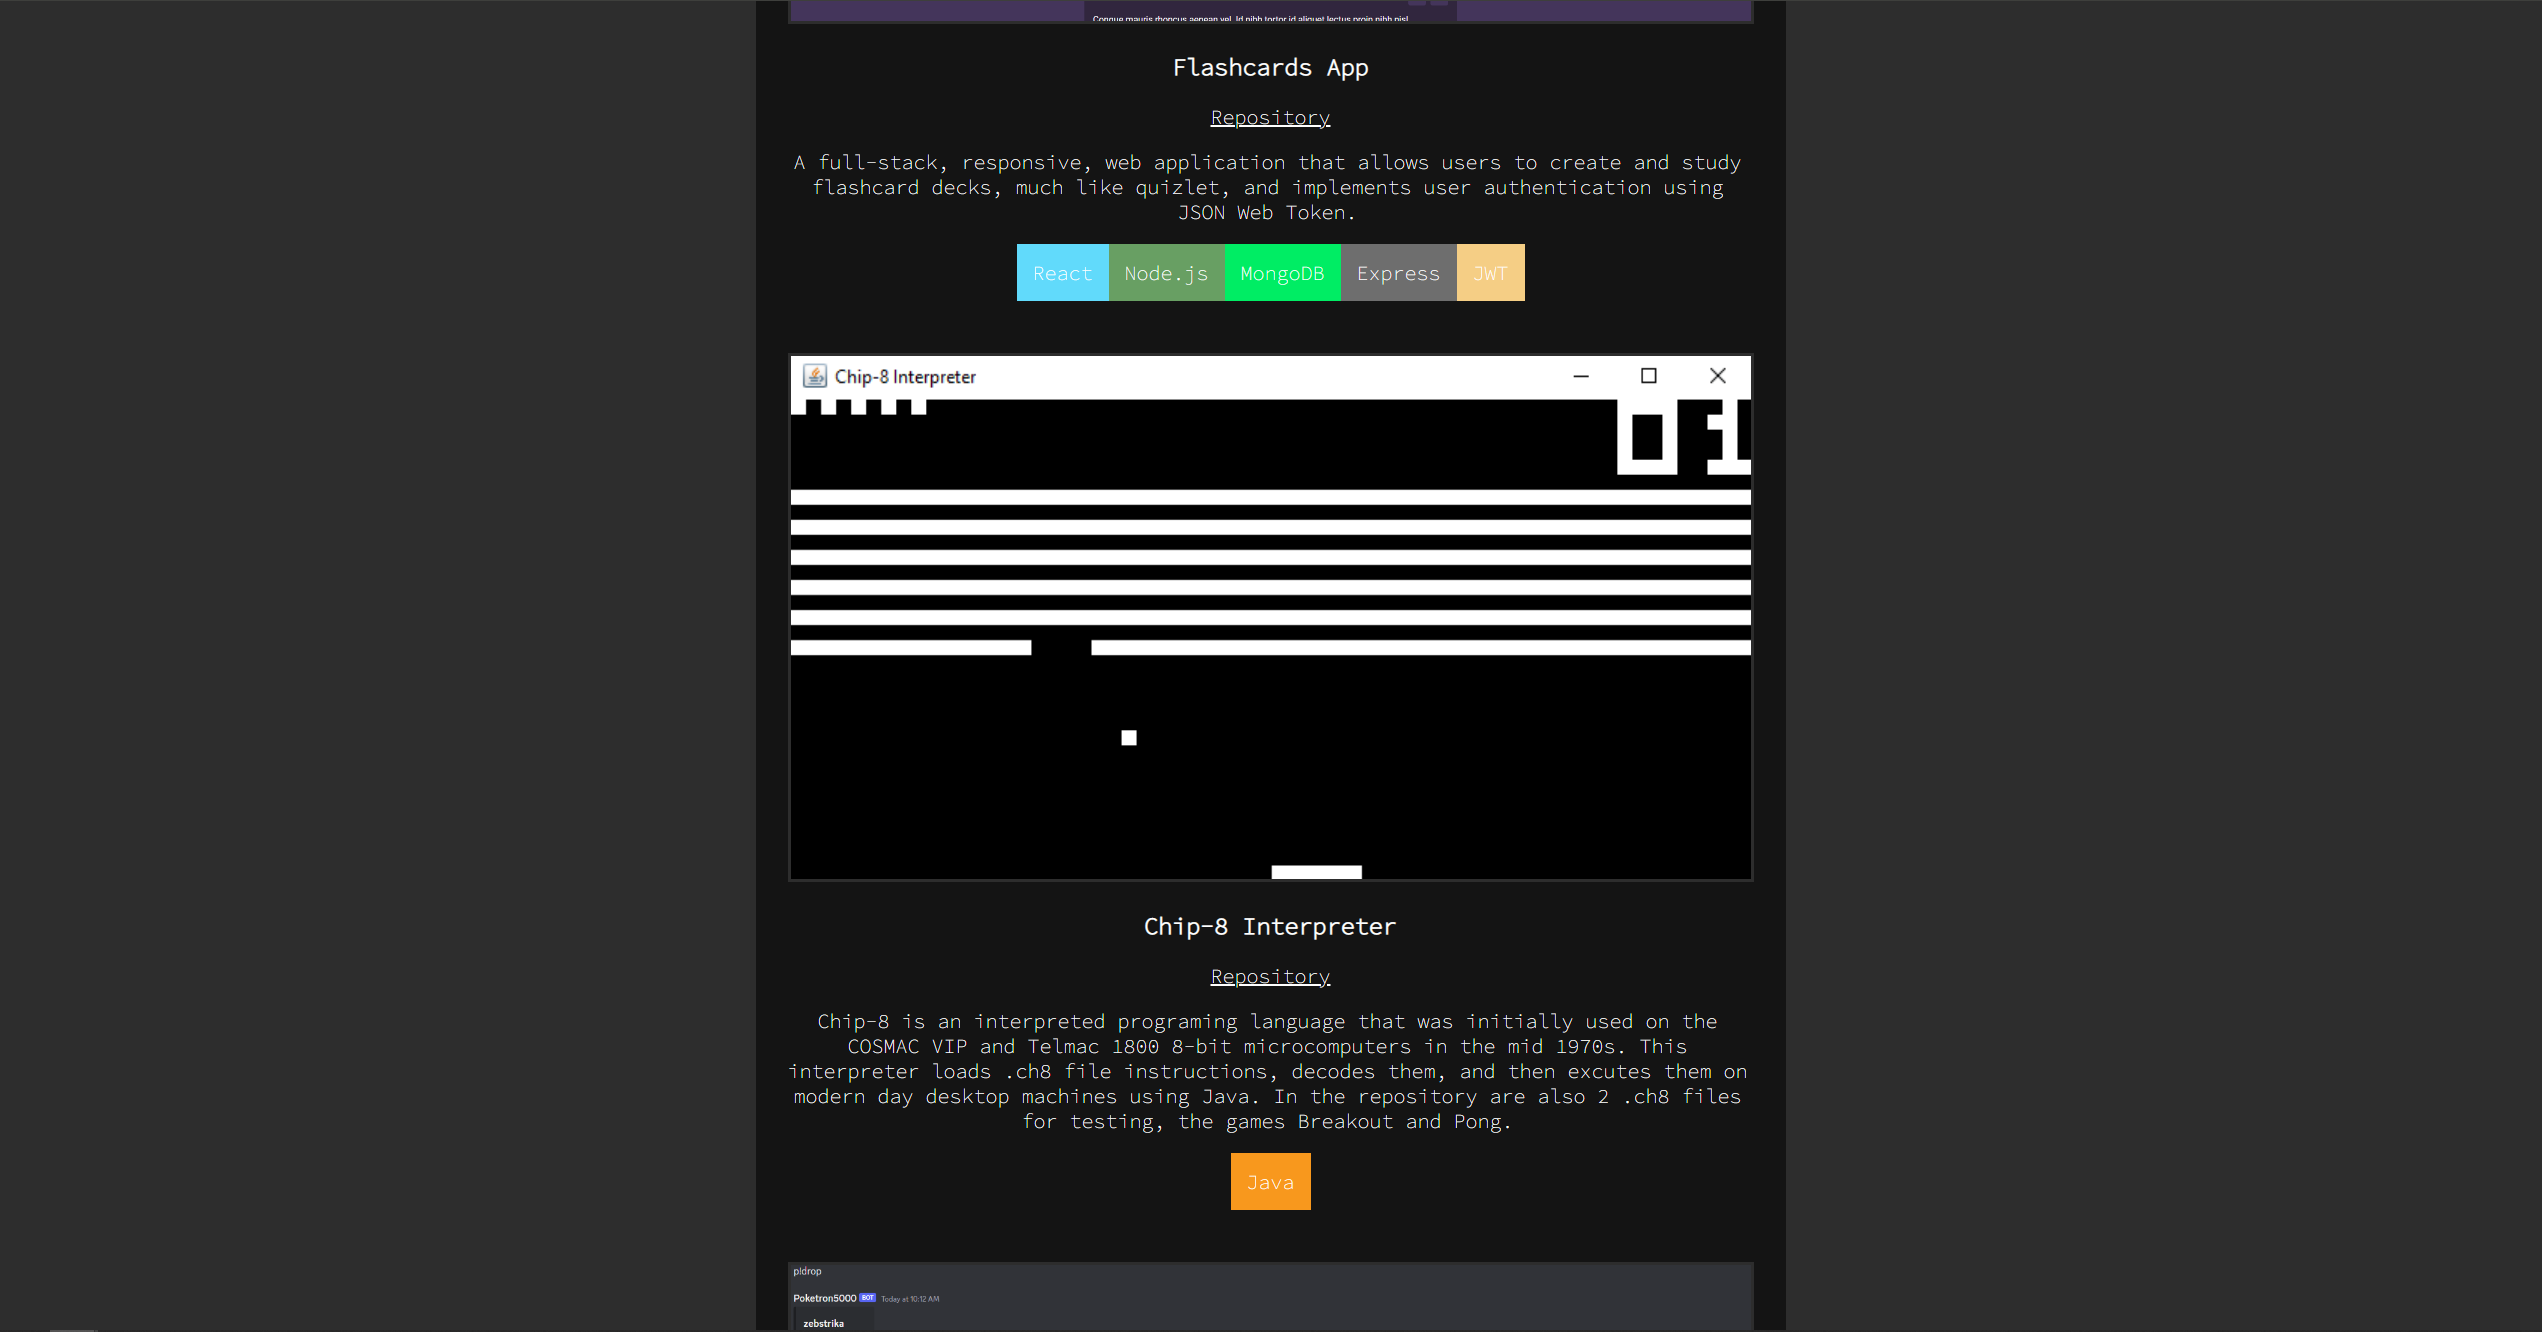 Congue mauris rhoncus aenean vel. Id nibh tortor id aliquet lectus proin nibh nisl.
Flashcards App
Repository
A full-stack, responsive, web application that allows users to create and study
flashcard decks, much like quizlet, and implements user authentication using
JSON Web Token.
React Node.js MongoDB Express JWT
Chip-8 Interpreter
01
Chip-8 Interpreter
Repository
Chip-8 is an interpreted programing language that was initially used on the
COSMAC VIP and Telmac 1800 8-bit microcomputers in the mid 1970s. This
interpreter loads .ch8 file instructions, decodes them, and then excutes them on
modern day desktop machines using Java. In the repository are also 2 .ch8 files
for testing, the games Breakout and Pong.
Java
p!drop
Poketron5000 BOT Today at 10:12 AM
zebstrika